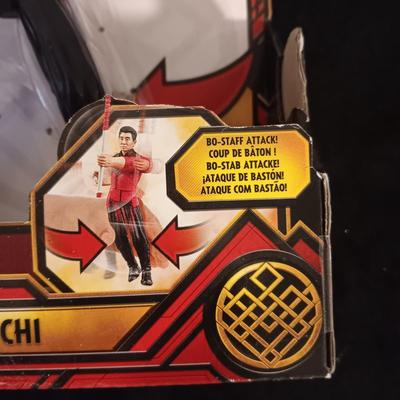 BO-STAFF ATTACK!
COUP DE BÂTON !
BO-STAB ATTACKE!
¡ATAQUE DE BASTÓN!
ATAQUE COM BASTÃO!
CHI